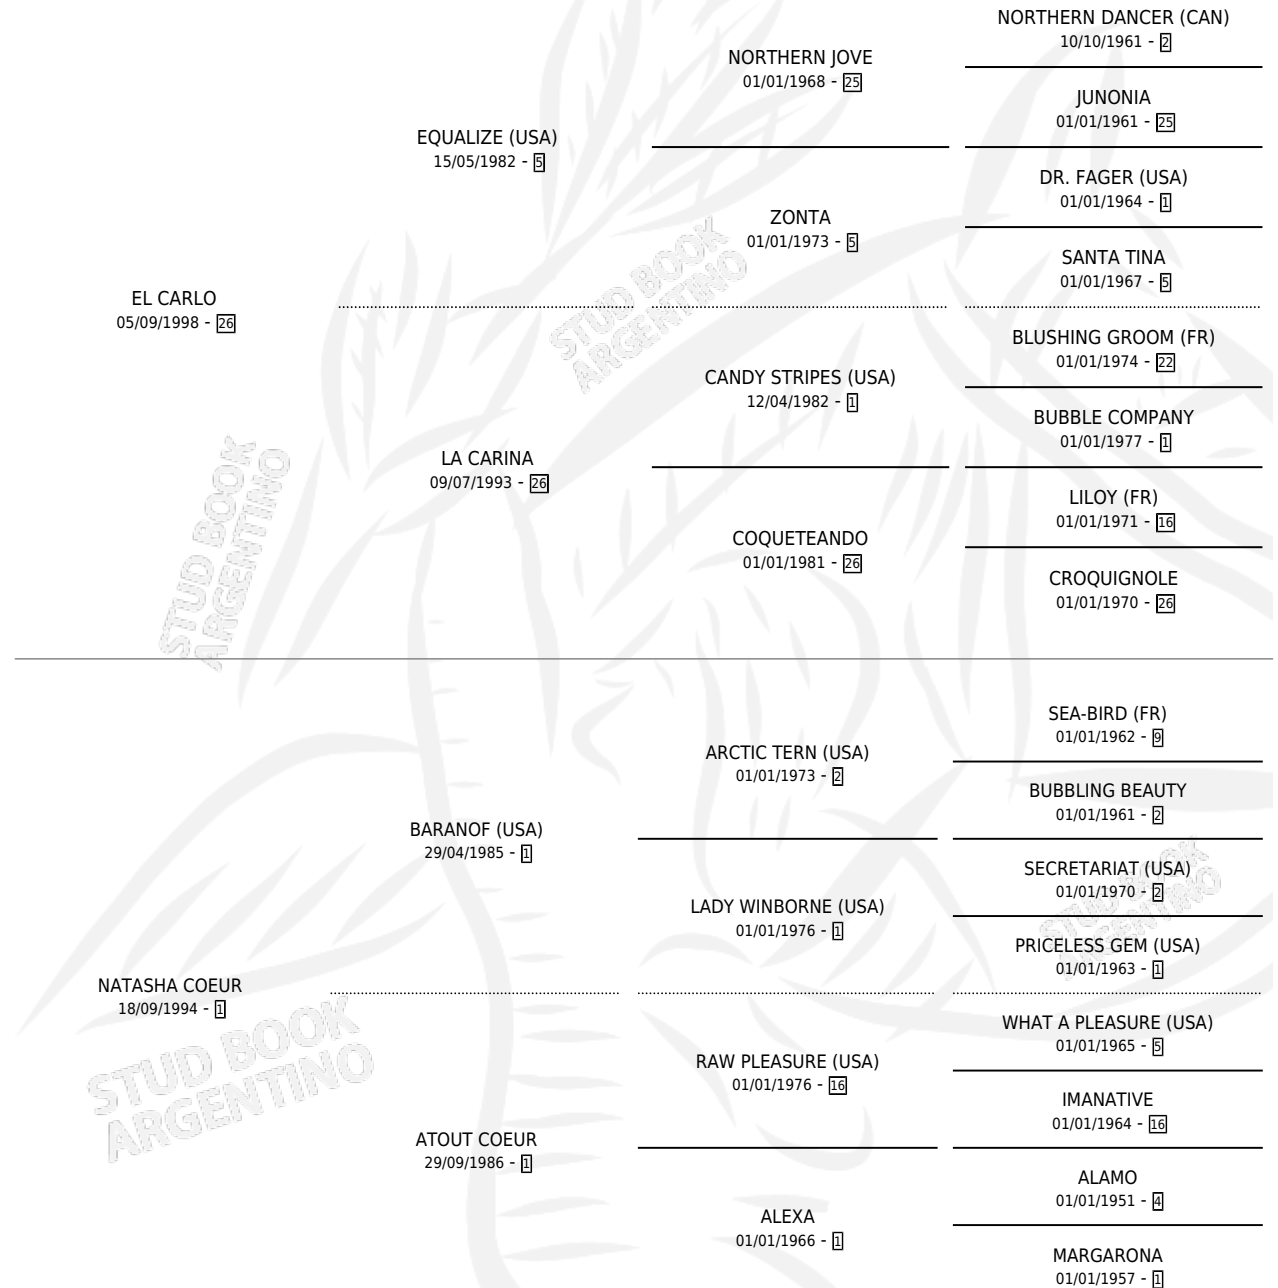 NORTHERN DANCER (CAN)
10/10/1961 - 2
NORTHERN JOVE
01/01/1968 - 25
JUNONIA
01/01/1961 - 25
EQUALIZE (USA)
15/05/1982 - 5
DR. FAGER (USA)
01/01/1964 - 1
ZONTA
01/01/1973 - 5
SANTA TINA
01/01/1967 - 5
EL CARLO
05/09/1998 - 26
BLUSHING GROOM (FR)
01/01/1974 - 22
CANDY STRIPES (USA)
12/04/1982 - 1
BUBBLE COMPANY
01/01/1977 - 1
LA CARINA
09/07/1993 - 26
LILOY (FR)
01/01/1971 - 16
COQUETEANDO
01/01/1981 - 26
CROQUIGNOLE
01/01/1970 - 26
SEA-BIRD (FR)
01/01/1962 - 9
ARCTIC TERN (USA)
01/01/1973 - 2
BUBBLING BEAUTY
01/01/1961 - 2
BARANOF (USA)
29/04/1985 - 1
SECRETARIAT (USA)
01/01/1970 - 2
LADY WINBORNE (USA)
01/01/1976 - 1
PRICELESS GEM (USA)
01/01/1963 - 1
NATASHA COEUR
18/09/1994 - 1
WHAT A PLEASURE (USA)
01/01/1965 - 5
RAW PLEASURE (USA)
01/01/1976 - 16
IMANATIVE
01/01/1964 - 16
ATOUT COEUR
29/09/1986 - 1
ALAMO
01/01/1951 - 4
ALEXA
01/01/1966 - 1
MARGARONA
01/01/1957 - 1
STUD BOOK
ARGENTINO
STUD BOOK
ARGENTINO
STUD BOOK
ARGENTINO
STUD BOOK
ARGENTINO